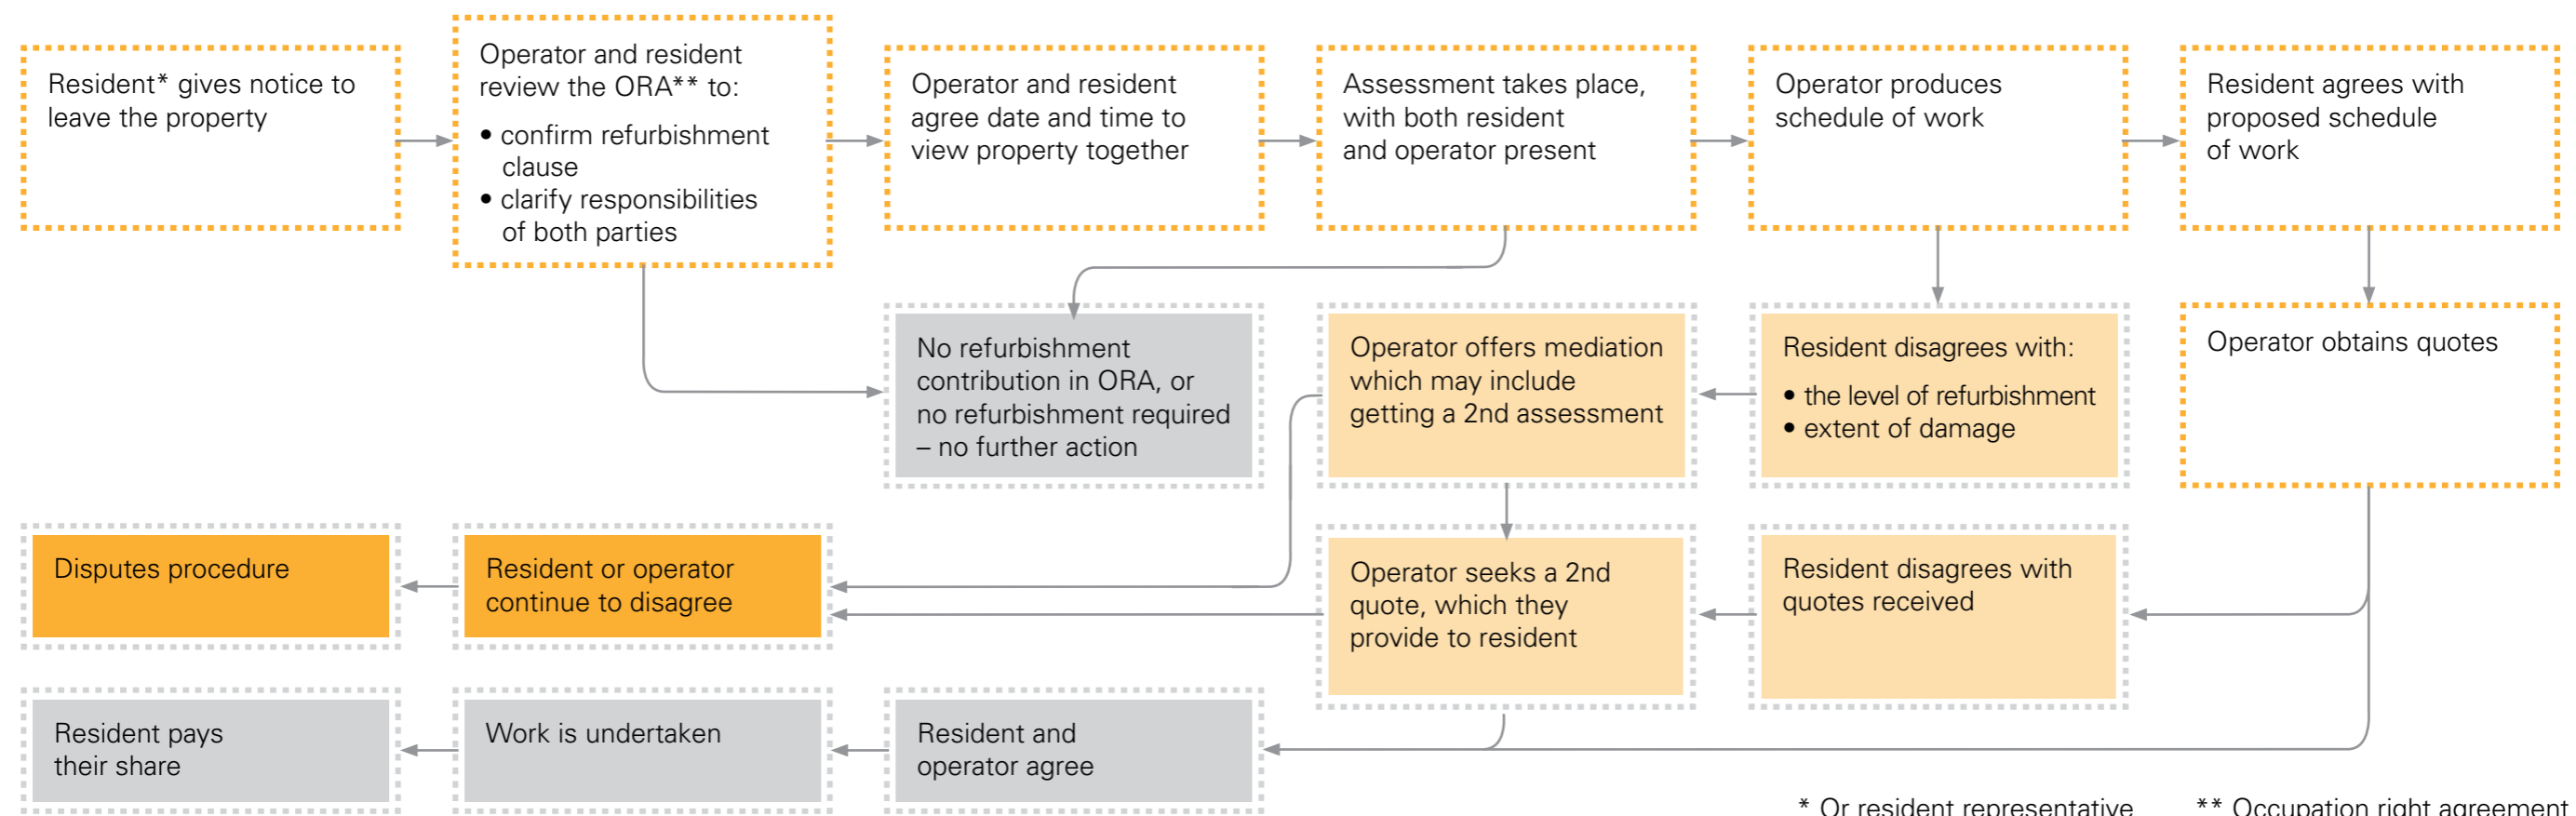 Resident* gives notice to
leave the property
Operator and resident
review the ORA** to:
• confirm refurbishment
clause
• clarify responsibilities
of both parties
Operator and resident
agree date and time to
view property together
Assessment takes place,
with both resident
and operator present
Operator produces
schedule of work
Resident agrees with
proposed schedule
of work
No refurbishment
contribution in ORA, or
no refurbishment required
– no further action
Operator offers mediation
which may include
getting a 2nd assessment
Resident disagrees with:
• the level of refurbishment
• extent of damage
Operator obtains quotes
Disputes procedure
Resident or operator
continue to disagree
Operator seeks a 2nd
quote, which they
provide to resident
Resident disagrees with
quotes received
Resident pays
their share
Work is undertaken
Resident and
operator agree
* Or resident representative
** Occupation right agreement